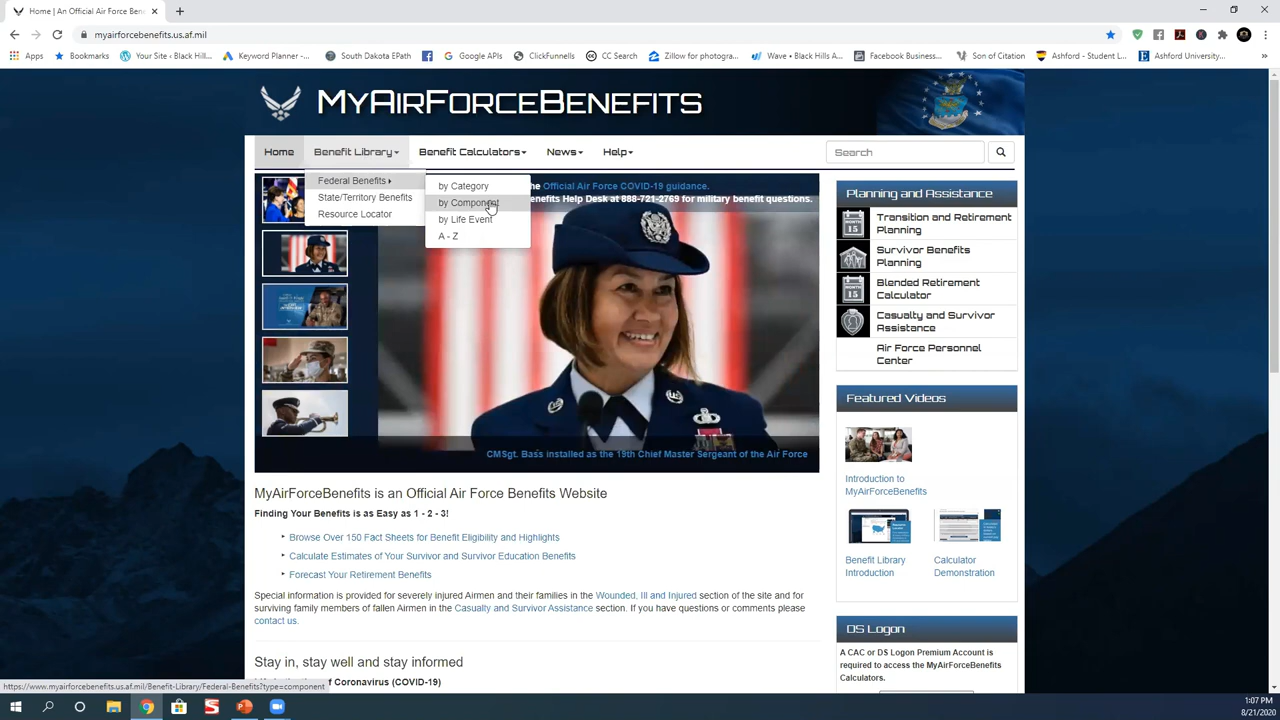 Home | An Official Air Force Ben
myairforcebenefits.us.af.mil
Apps
Bookmarks
Your Site ‹ Black Hill...
Keyword Planner -...
South Dakota EPath
Google APIs
ClickFunnells
CC Search
Zillow for photogra...
Wave • Black Hills A...
Facebook Business...
Son of Citation
Ashford - Student L...
Ashford University...
MyAirForceBenefits
Home
Benefit Library
Benefit Calculators
News
Help
Search
Federal Benefits
State/Territory Benefits
Resource Locator
by Category
by Component
by Life Event
A - Z
the Official Air Force COVID-19 guidance.
enefits Help Desk at 888-721-2769 for military benefit questions.
CMSgt. Bass installed as the 19th Chief Master Sergeant of the Air Force
Planning and Assistance
MONTH
15
Transition and Retirement
Planning
Survivor Benefits
Planning
MONTH
15
Blended Retirement
Calculator
Casualty and Survivor
Assistance
Air Force Personnel
Center
Featured Videos
Introduction to
MyAirForceBenefits
Benefit Library
Introduction
Calculator
Demonstration
DS Logon
A CAC or DS Logon Premium Account is
required to access the MyAirForceBenefits
Calculators.
MyAirForceBenefits is an Official Air Force Benefits Website
Finding Your Benefits is as Easy as 1 - 2 - 3!
Browse Over 150 Fact Sheets for Benefit Eligibility and Highlights
Calculate Estimates of Your Survivor and Survivor Education Benefits
Forecast Your Retirement Benefits
Special information is provided for severely injured Airmen and their families in the Wounded, Ill and Injured section of the site and for
surviving family members of fallen Airmen in the Casualty and Survivor Assistance section. If you have questions or comments please
contact us.
Stay in, stay well and stay informed
of Coronavirus (COVID-19)
https://www.myairforcebenefits.us.af.mil/Benefit-Library/Federal-Benefits?type=component
1:07 PM
8/21/2020